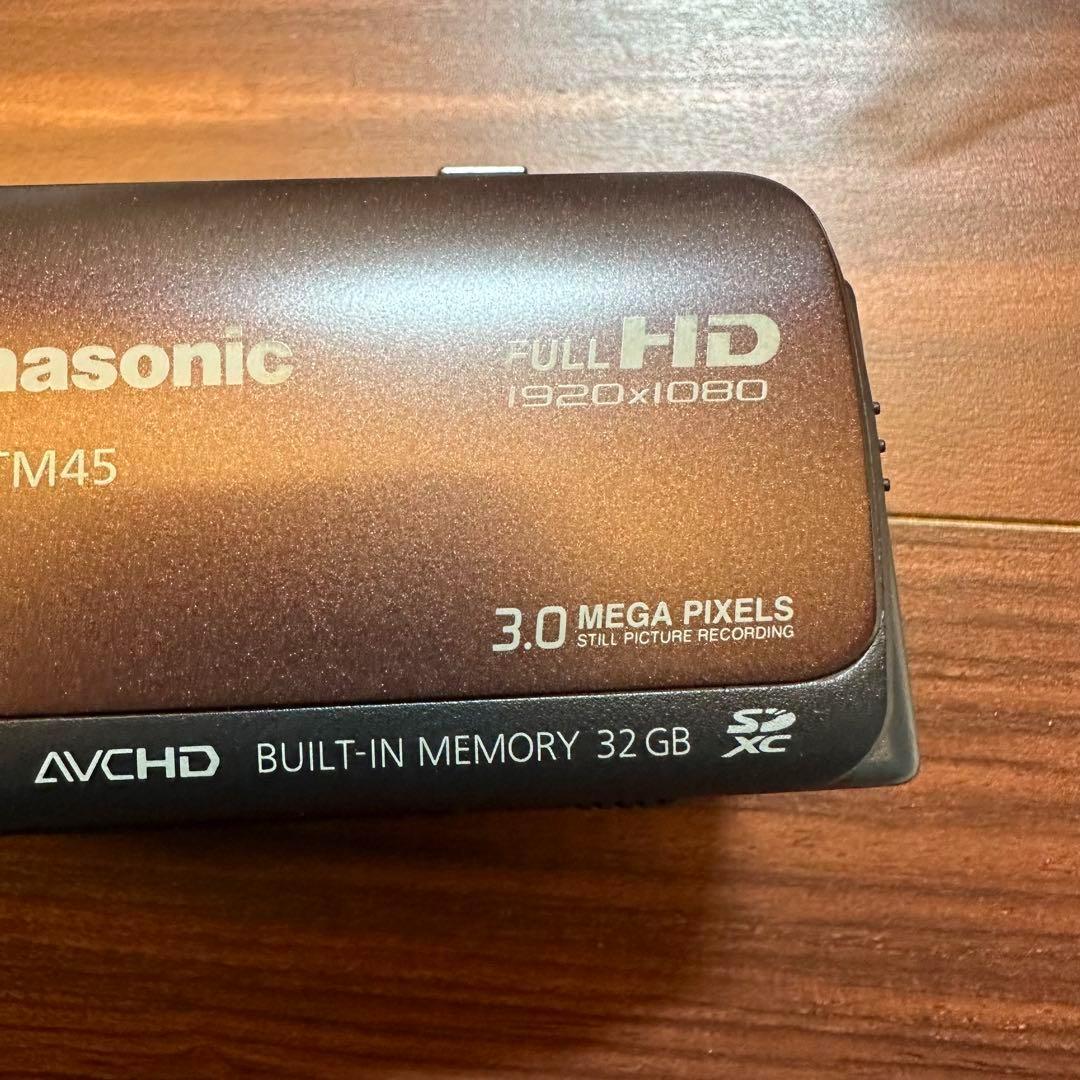 nasonic
FULL HD
1920x1080
TM45
3.0 MEGA PIXELS
STILL PICTURE RECORDING
AVCHD BUILT-IN MEMORY 32GB SD
XC